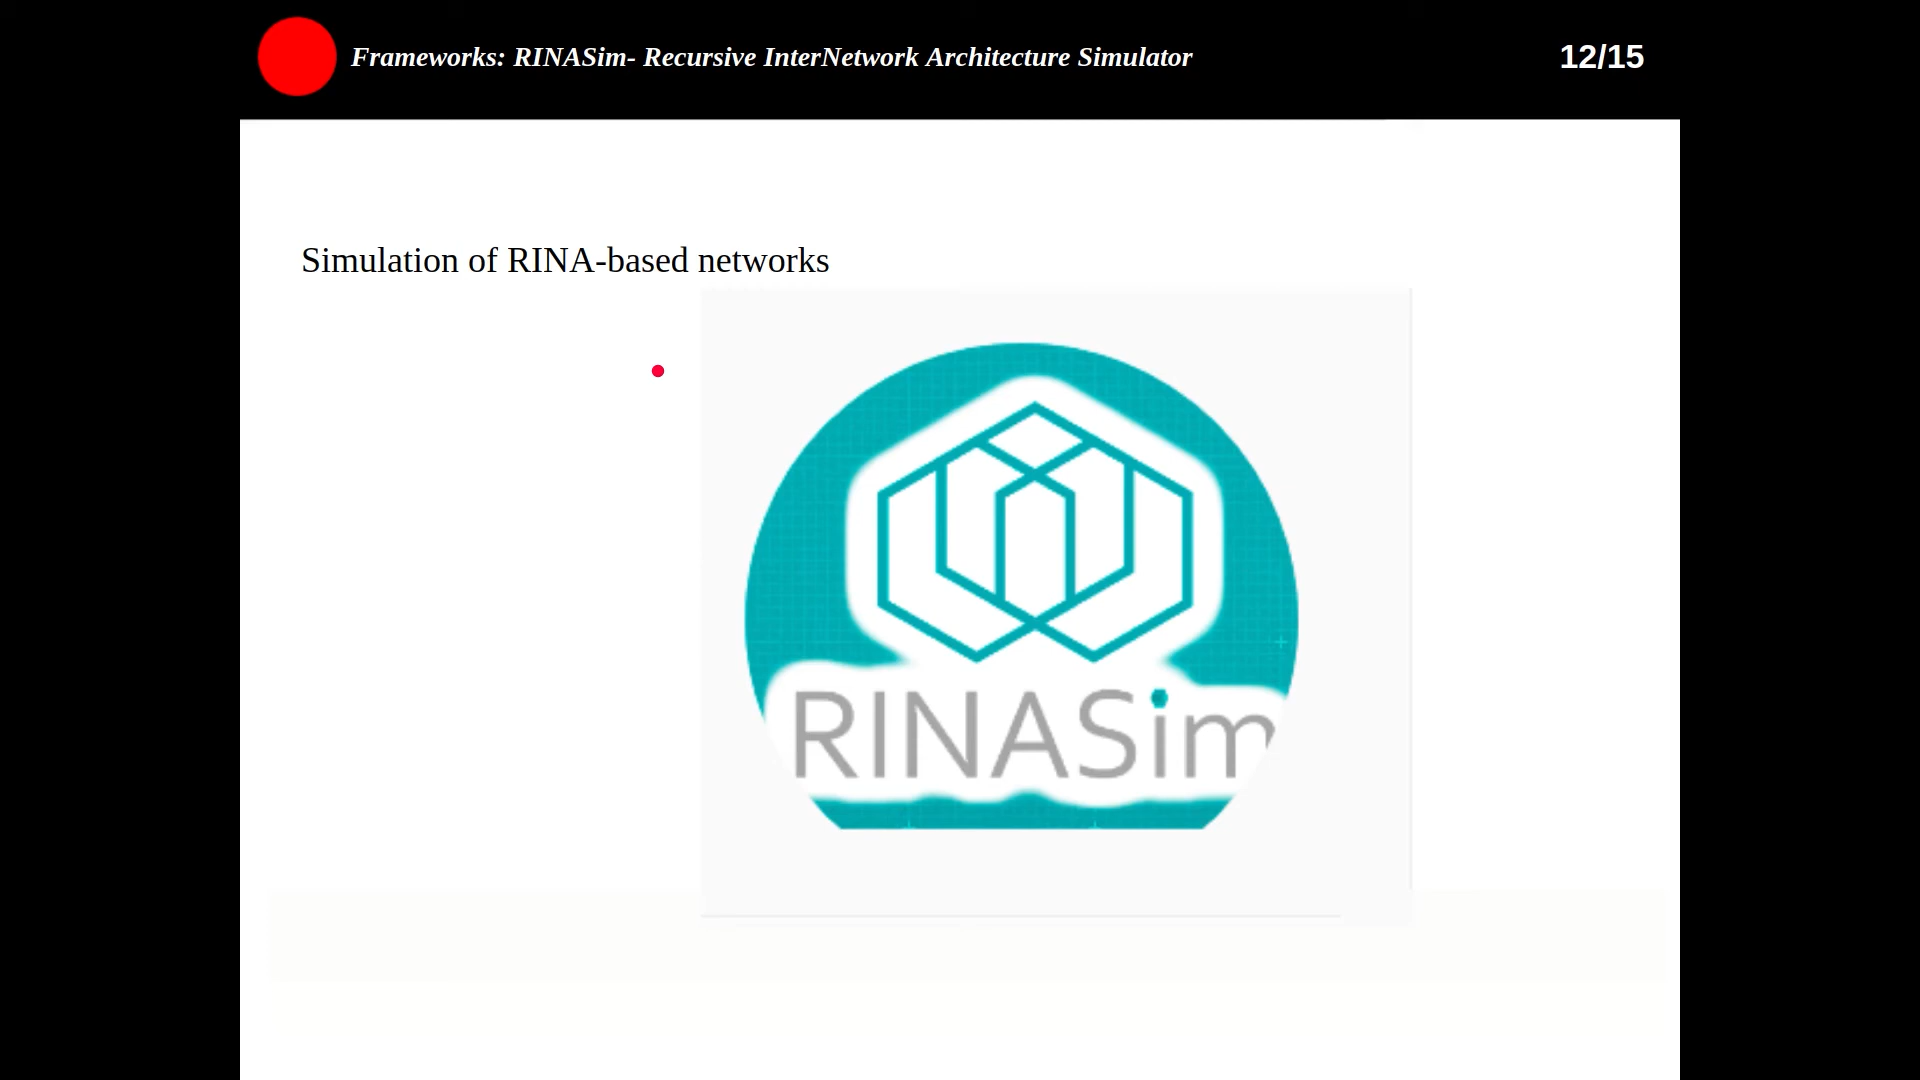 Frameworks: RINASim- Recursive InterNetwork Architecture Simulator
12/15
Simulation of RINA-based networks
RINASim